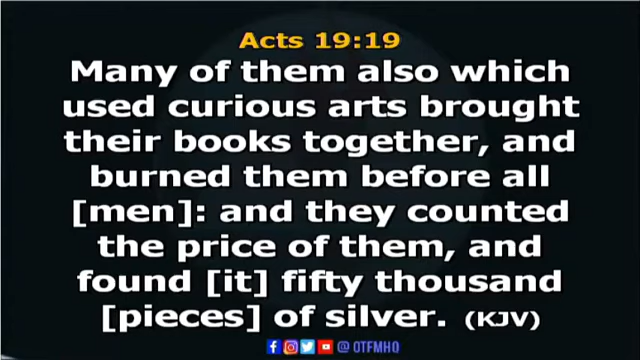 Acts 19:19
Many of them also which
used curious arts brought
their books together, and
burned them before all
[men]: and they counted
the price of them, and
found [it] fifty thousand
[pieces] of silver. (KJV)
@ OTFMHQ